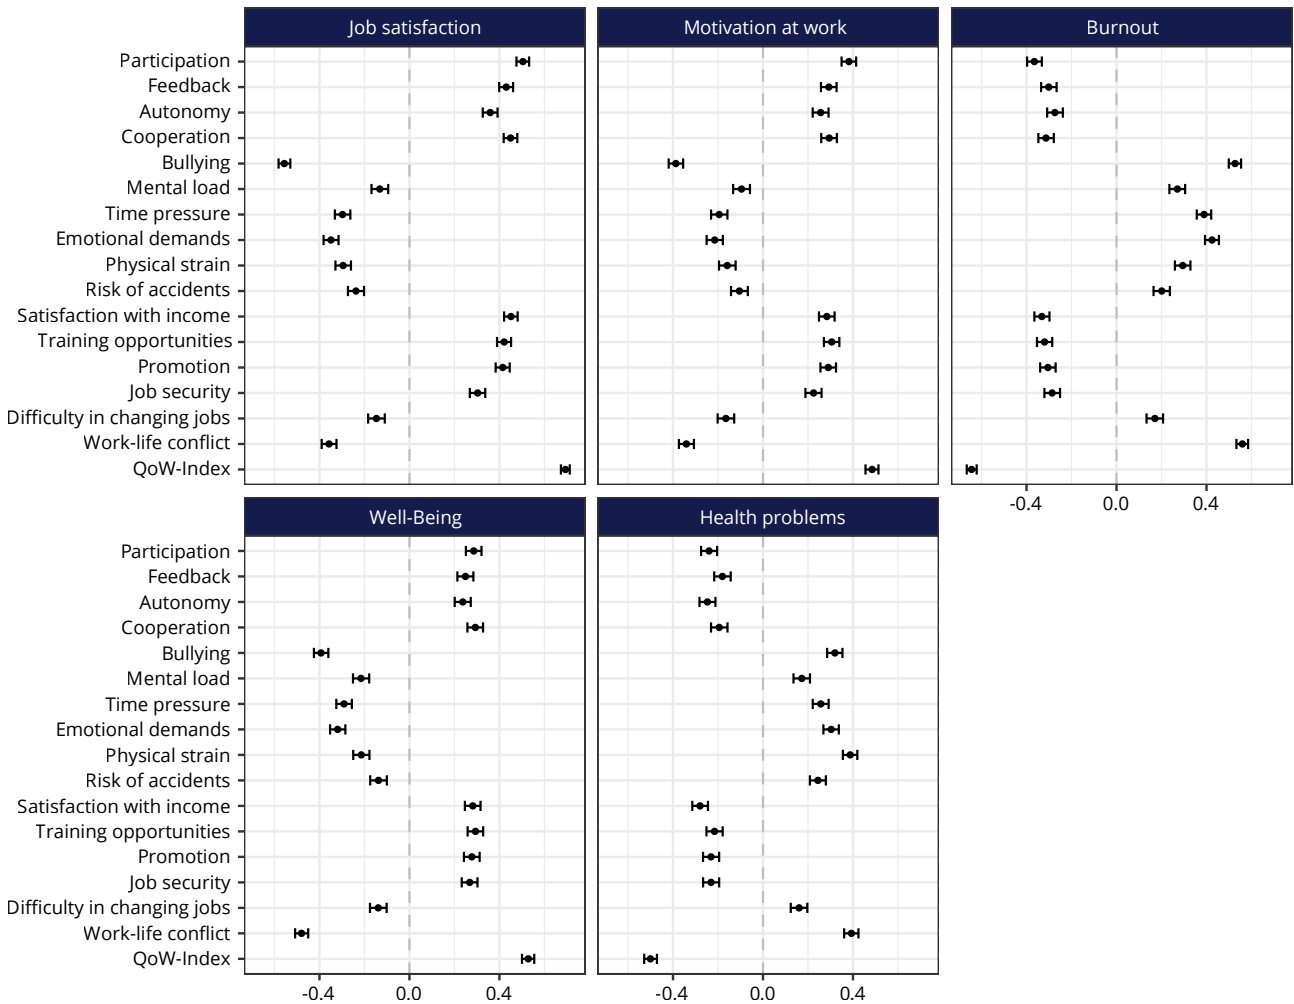 Job satisfaction
Motivation at work
Burnout
Participation
Feedback
Autonomy
Cooperation
Bullying
Mental load
Time pressure
Emotional demands
Physical strain
Risk of accidents
Satisfaction with income
Training opportunities
Promotion
Job security
Difficulty in changing jobs
Work-life conflict
QoW-Index
-0.4 0.0 0.4
Well-Being
Health problems
Participation
Feedback
Autonomy
Cooperation
Bullying
Mental load
Time pressure
Emotional demands
Physical strain
Risk of accidents
Satisfaction with income
Training opportunities
Promotion
Job security
Difficulty in changing jobs
Work-life conflict
QoW-Index
-0.4 0.0 0.4
-0.4 0.0 0.4